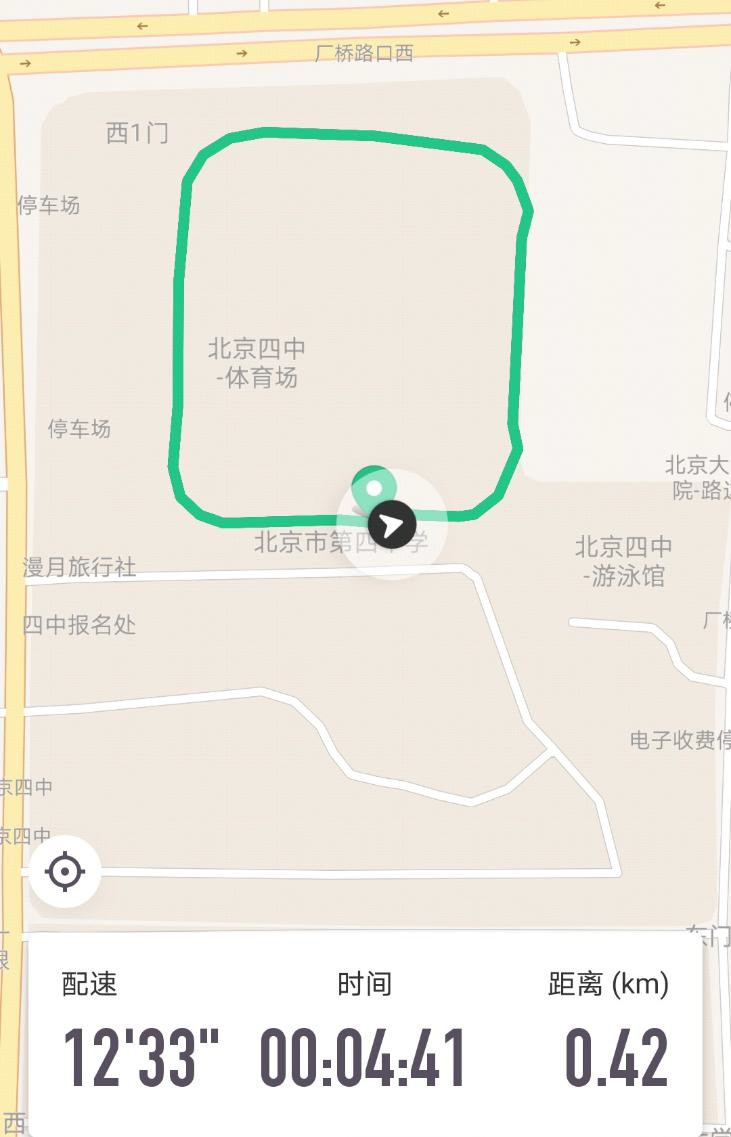 厂桥路口西
西1门
停车场
北京四中
-体育场
停车场
北京大
院-路
北京市第四中学
北京四中
-游泳馆
漫月旅行社
四中报名处
厂
电子收费停
京四中
京四中
东门
配速
时间
距离 (km)
12'33"
00:04:41
0.42
西